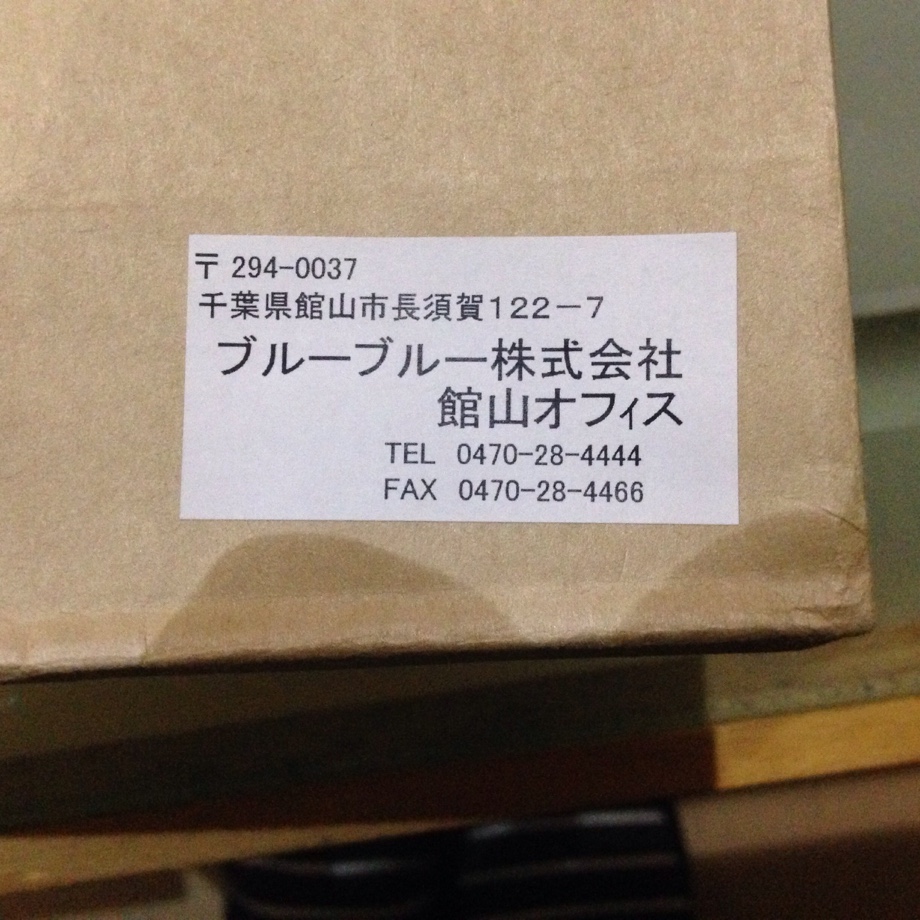 〒 294-0037
千葉県館山市長須賀１２２－７
ブルーブルー株式会社
館山オフィス
TEL 0470-28-4444
FAX 0470-28-4466